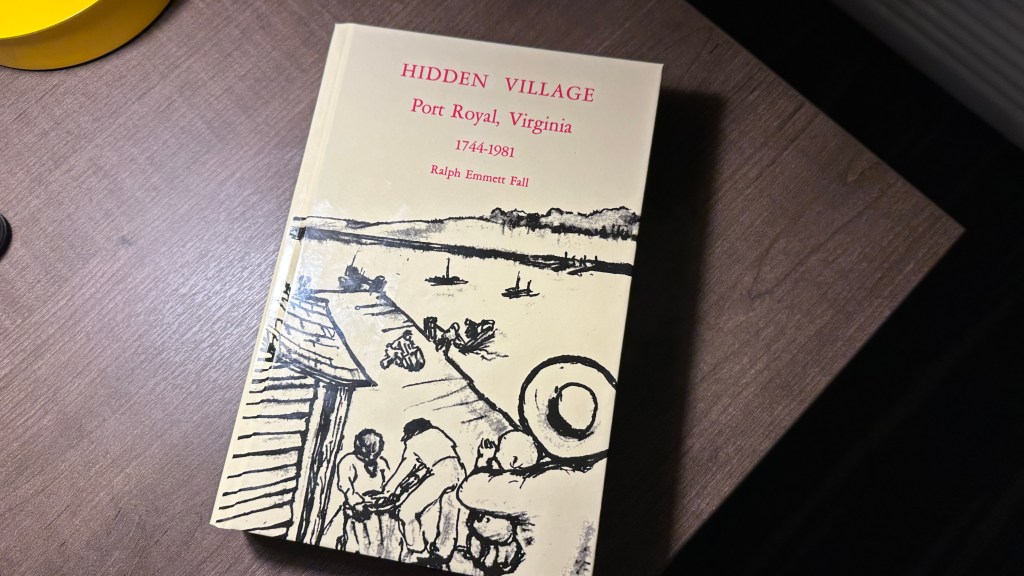 HIDDEN VILLAGE
Port Royal, Virginia
1744-1981
Ralph Emmett Fall